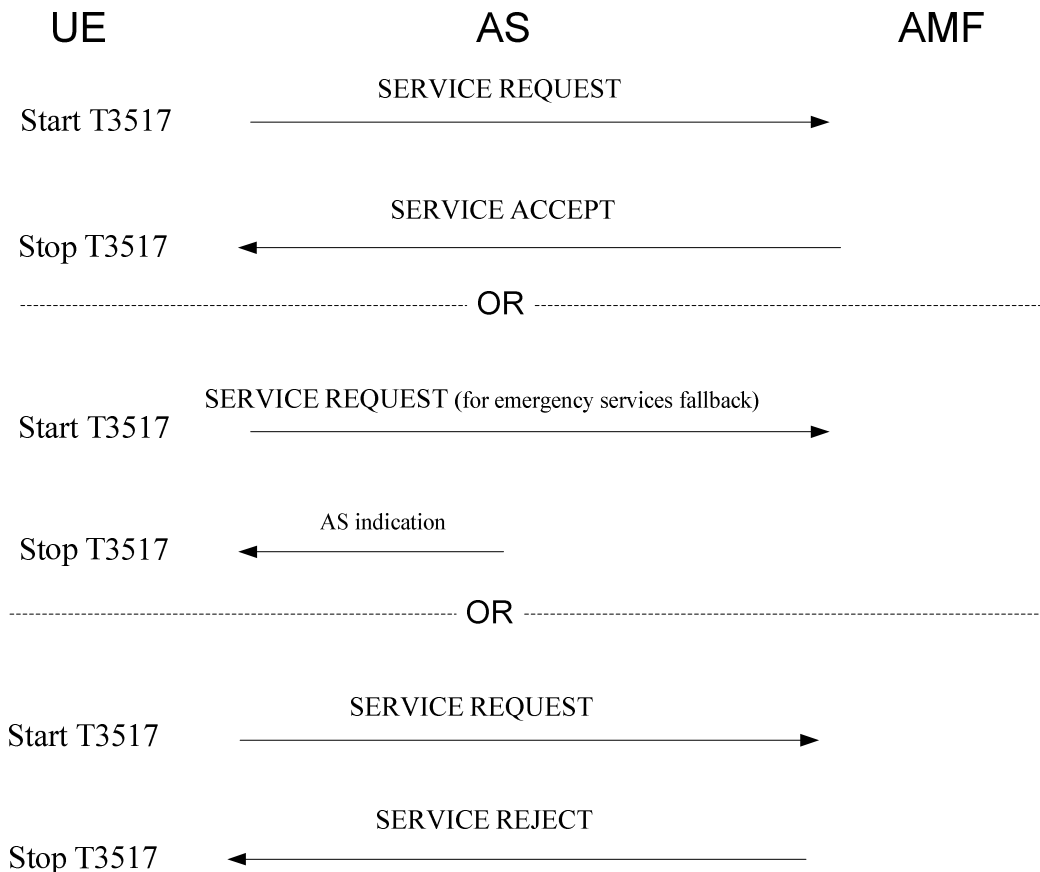 UE AS AMF
SERVICE REQUEST
Start T3517
SERVICE ACCEPT
Stop T3517
OR
SERVICE REQUEST (for emergency services fallback)
Start T3517
AS indication
Stop T3517
OR
SERVICE REQUEST
Start T3517
SERVICE REJECT
Stop T3517